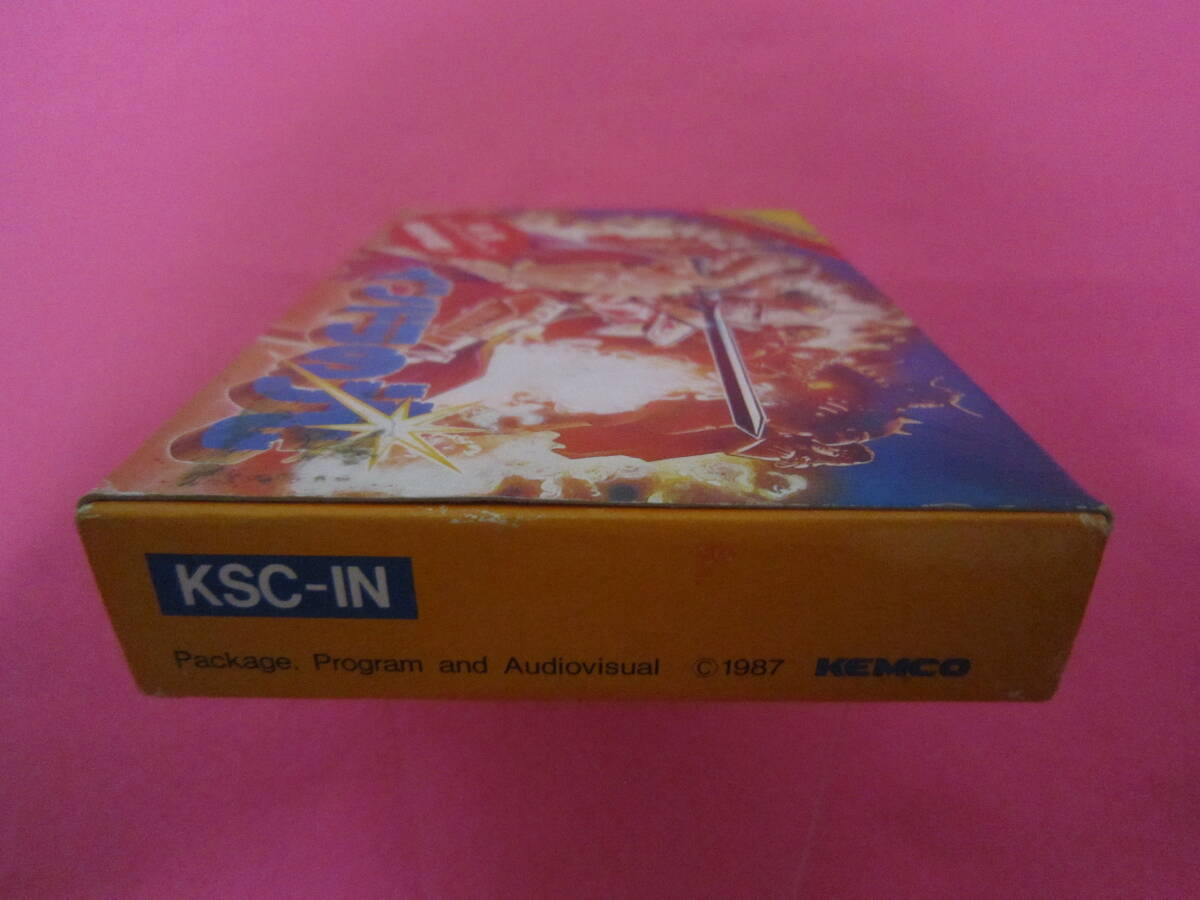 KSC-IN
Package, Program and Audiovisual ©1987 KEMCO